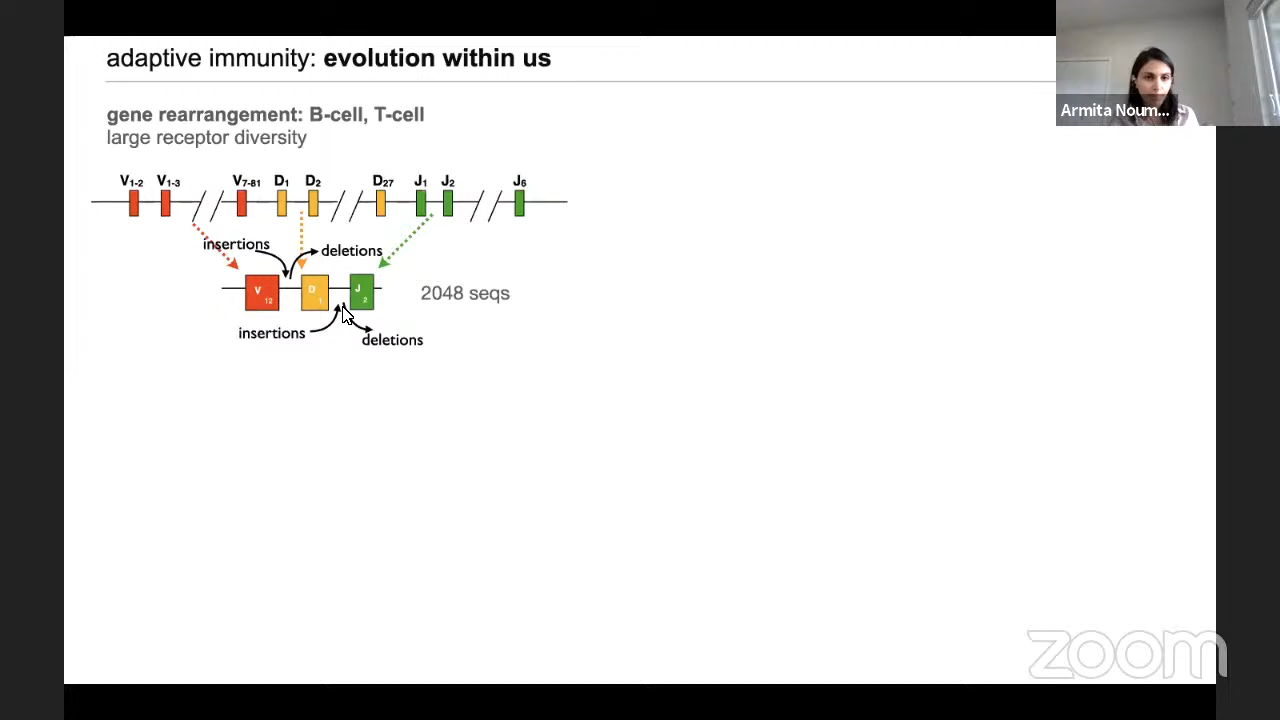 adaptive immunity: evolution within us
Armita Noum...
gene rearrangement: B-cell, T-cell
large receptor diversity
V1-2 V1-3 V7-81 D1 D2 D27 J1 J2 J6
insertions
deletions
V 12 D 1 J 2
2048 seqs
insertions
deletions
zoom